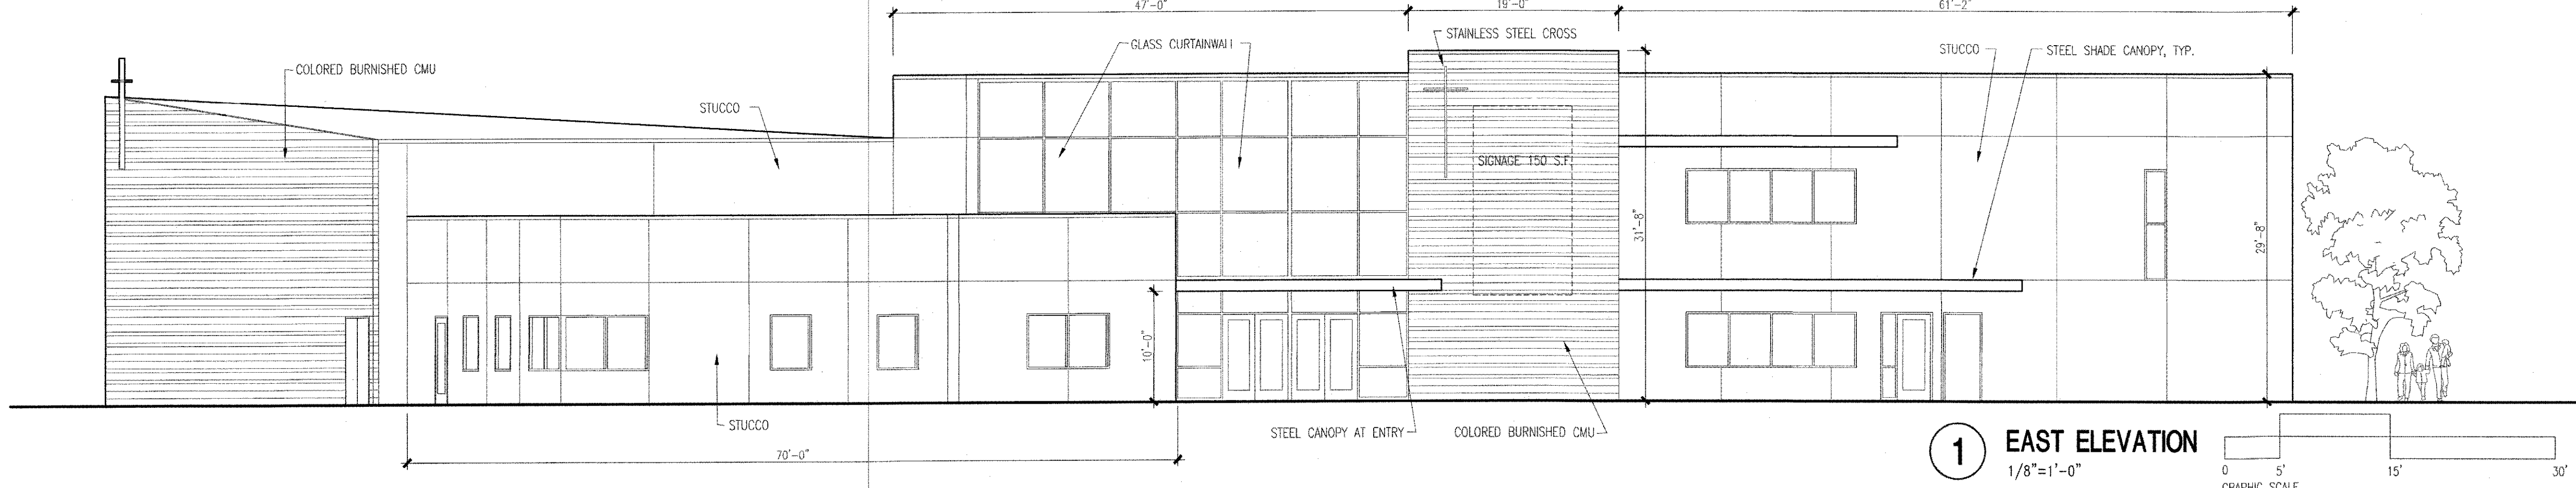 47'-0"
19'-0"
61'-2"
STAINLESS STEEL CROSS
GLASS CURTAINWALL
STUCCO
STEEL SHADE CANOPY, TYP.
COLORED BURNISHED CMU
STUCCO
SIGNAGE 150 S.F.
31'-8"
29'-8"
10'-0"
STUCCO
STEEL CANOPY AT ENTRY
COLORED BURNISHED CMU
70'-0"
1
EAST ELEVATION
1/8"=1'-0"
0 5' 15' 30'
GRAPHIC SCALE